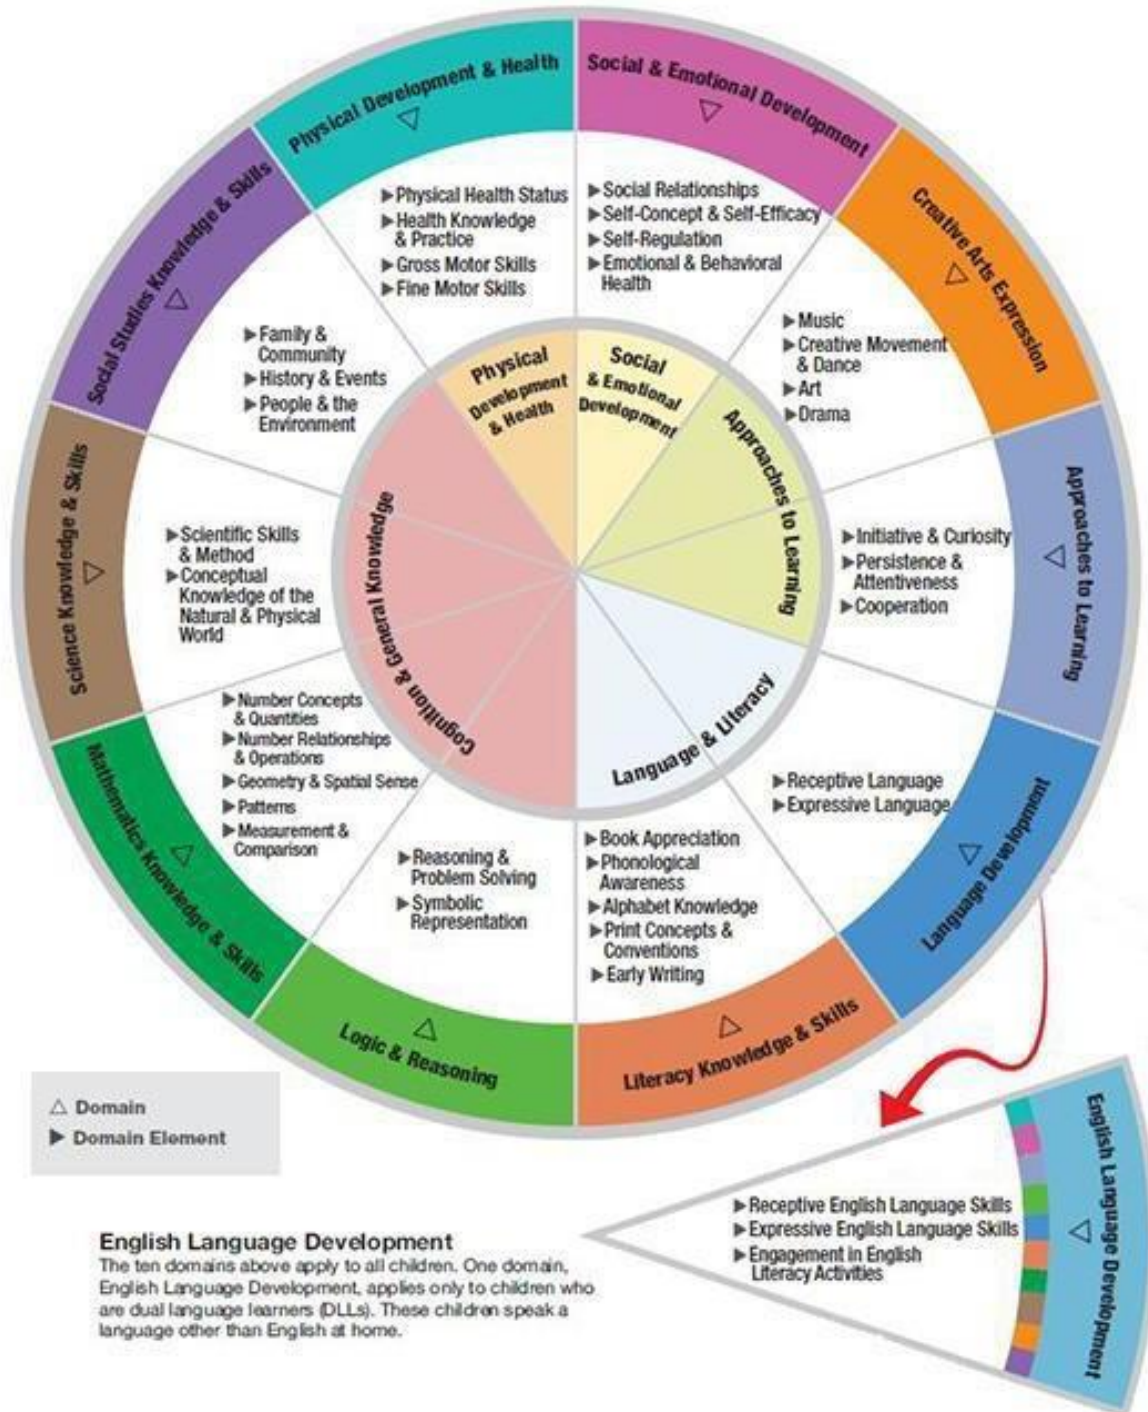 Physical Development & Health
Social & Emotional Development
Creative Arts Expression
Approaches to Learning
Language Development
Literacy Knowledge & Skills
Logic & Reasoning
Mathematics Knowledge & Skills
Science Knowledge & Skills
Social Studies Knowledge & Skills
Physical Health Status
Health Knowledge
& Practice
Gross Motor Skills
Fine Motor Skills
Social Relationships
Self-Concept & Self-Efficacy
Self-Regulation
Emotional & Behavioral
Health
Music
Creative Movement
& Dance
Art
Drama
Initiative & Curiosity
Persistence &
Attentiveness
Cooperation
Receptive Language
Expressive Language
Book Appreciation
Phonological
Awareness
Alphabet Knowledge
Print Concepts &
Conventions
Early Writing
Reasoning &
Problem Solving
Symbolic
Representation
Number Concepts
& Quantities
Number Relationships
& Operations
Geometry & Spatial Sense
Patterns
Measurement &
Comparison
Scientific Skills
& Method
Conceptual
Knowledge of the
Natural & Physical
World
Family &
Community
History & Events
People & the
Environment
Physical
Development
& Health
Social
& Emotional
Development
Approaches to Learning
Language & Literacy
Cognition & General Knowledge
Domain
Domain Element
English Language Development
The ten domains above apply to all children. One domain,
English Language Development, applies only to children who
are dual language learners (DLLs). These children speak a
language other than English at home.
Receptive English Language Skills
Expressive English Language Skills
Engagement in English
Literacy Activities
English Language Development